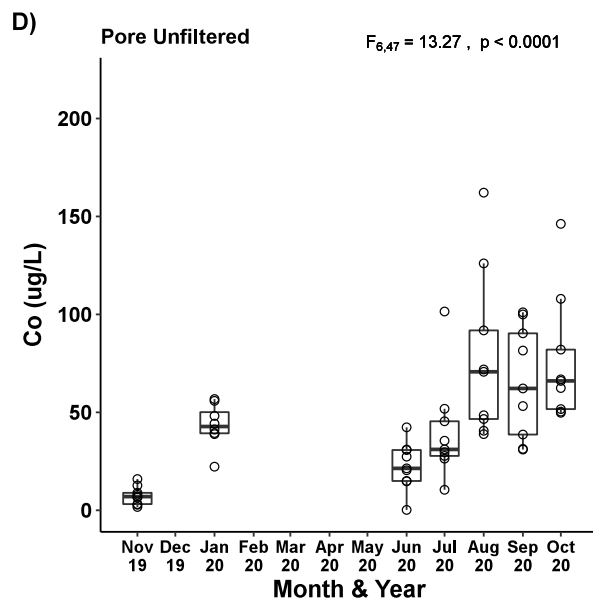 D)
Pore Unfiltered
F6,47 = 13.27 , p < 0.0001
200
150
100
50
0
Co (ug/L)
Nov Dec Jan Feb Mar Apr May Jun Jul Aug Sep Oct
19 19 20 20 20 20 20 20 20 20 20 20
Month & Year